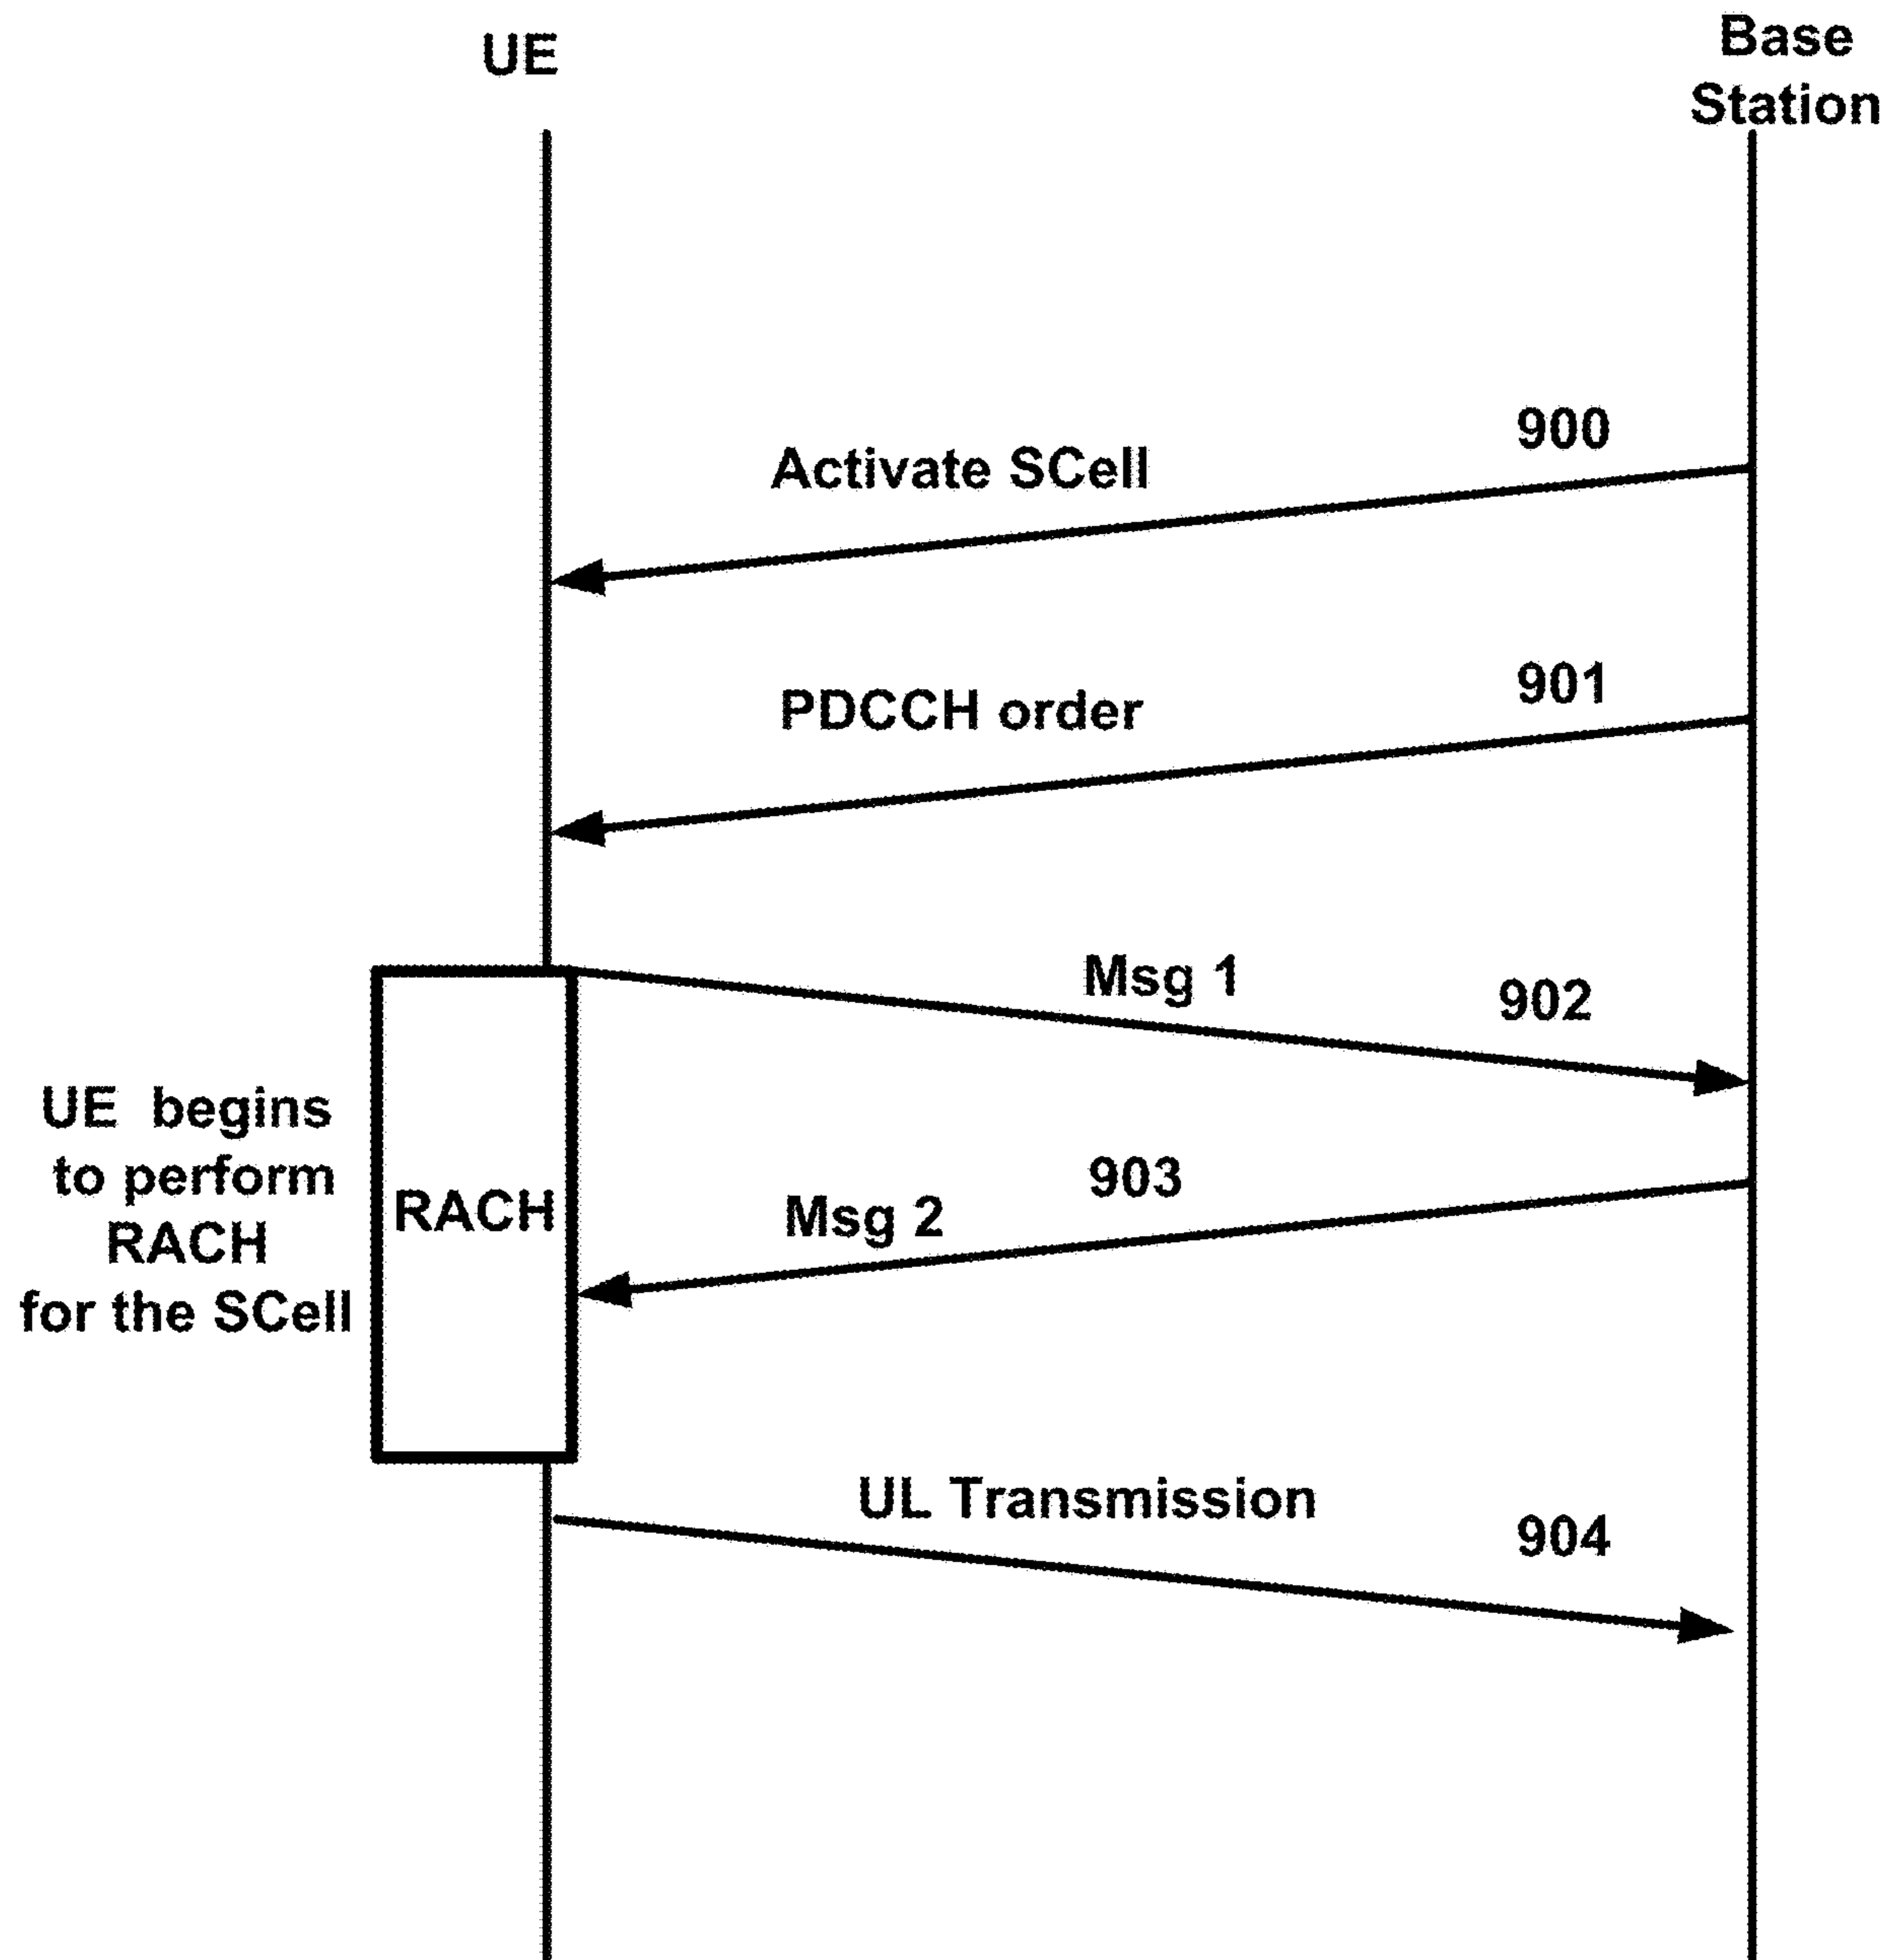 UE
Base
Station
900
Activate SCell
901
PDCCH order
Msg 1
902
UE begins
to perform
RACH
for the SCell
RACH
903
Msg 2
UL Transmission
904